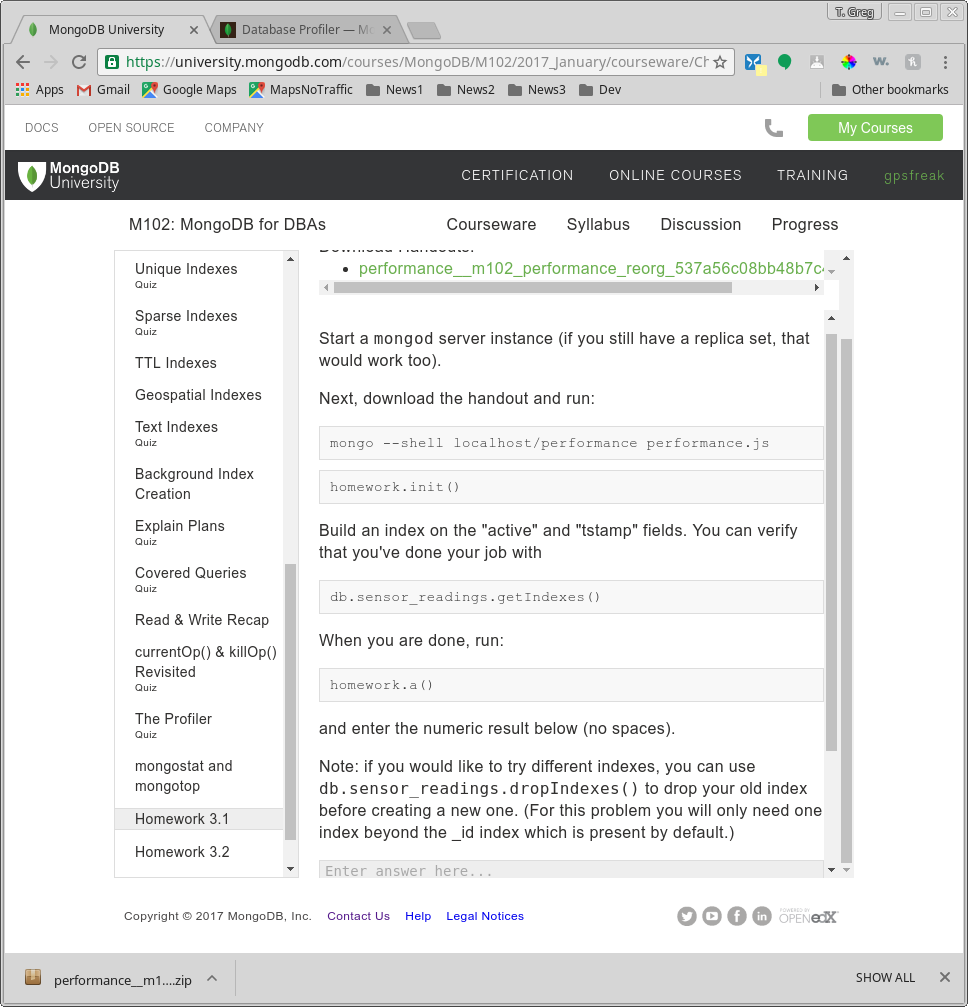 T. Greg
MongoDB University
Database Profiler — Mo
https://university.mongodb.com/courses/MongoDB/M102/2017_January/courseware/Ch
Apps
Gmail
Google Maps
MapsNoTraffic
News1
News2
News3
Dev
Other bookmarks
DOCS
OPEN SOURCE
COMPANY
My Courses
MongoDB
University
CERTIFICATION
ONLINE COURSES
TRAINING
gpsfreak
M102: MongoDB for DBAs
Courseware
Syllabus
Discussion
Progress
Unique Indexes
Quiz
Sparse Indexes
Quiz
TTL Indexes
Geospatial Indexes
Text Indexes
Quiz
Background Index
Creation
Explain Plans
Quiz
Covered Queries
Quiz
Read & Write Recap
currentOp() & killOp()
Revisited
Quiz
The Profiler
Quiz
mongostat and
mongotop
Homework 3.1
Homework 3.2
Download Handouts:
• performance__m102_performance_reorg_537a56c08bb48b7c4
Start a mongod server instance (if you still have a replica set, that
would work too).
Next, download the handout and run:
mongo --shell localhost/performance performance.js
homework.init()
Build an index on the "active" and "tstamp" fields. You can verify
that you've done your job with
db.sensor_readings.getIndexes()
When you are done, run:
homework.a()
and enter the numeric result below (no spaces).
Note: if you would like to try different indexes, you can use
db.sensor_readings.dropIndexes() to drop your old index
before creating a new one. (For this problem you will only need one
index beyond the _id index which is present by default.)
Enter answer here...
Copyright © 2017 MongoDB, Inc.
Contact Us
Help
Legal Notices
POWERED BY
OPEN edX
performance__m1....zip
SHOW ALL